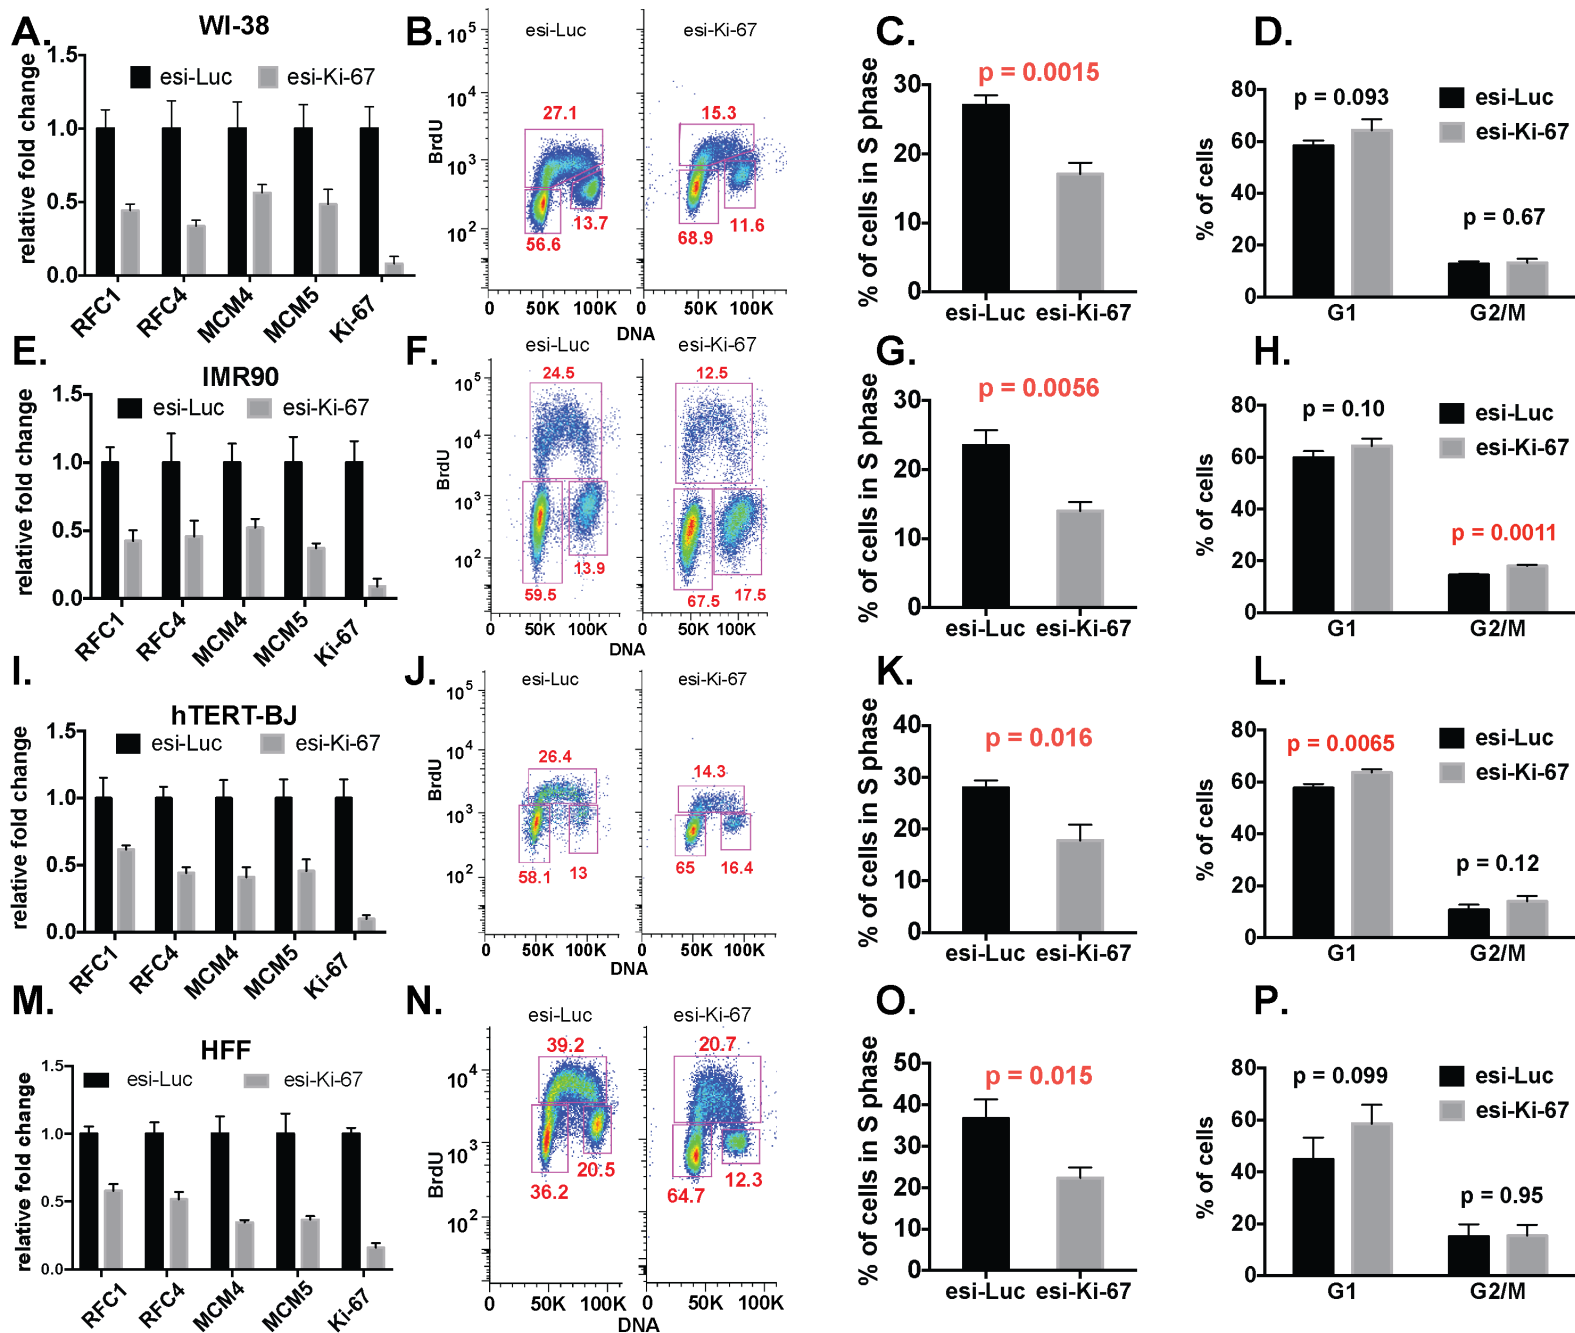 A.
WI-38
relative fold change
1.5
1.0
0.5
0.0
esi-Luc
esi-Ki-67
RFC1
RFC4
MCM4
MCM5
Ki-67
B.
esi-Luc
esi-Ki-67
BrdU
10^5
10^4
10^3
10^2
27.1
13.7
56.6
15.3
11.6
68.9
0 50K 100K
0 50K 100K
DNA
C.
% of cells in S phase
30
20
10
0
p = 0.0015
esi-Luc esi-Ki-67
D.
% of cells
80
60
40
20
0
p = 0.093
p = 0.67
esi-Luc
esi-Ki-67
G1 G2/M
E.
IMR90
relative fold change
1.5
1.0
0.5
0.0
esi-Luc
esi-Ki-67
RFC1
RFC4
MCM4
MCM5
Ki-67
F.
esi-Luc
esi-Ki-67
BrdU
10^5
10^4
10^3
10^2
24.5
13.9
59.5
12.5
67.5
17.5
0 50K 100K
0 50K 100K
DNA
G.
% of cells in S phase
30
20
10
0
p = 0.0056
esi-Luc esi-Ki-67
H.
% of cells
80
60
40
20
0
p = 0.10
p = 0.0011
esi-Luc
esi-Ki-67
G1 G2/M
I.
hTERT-BJ
relative fold change
1.5
1.0
0.5
0.0
esi-Luc
esi-Ki-67
RFC1
RFC4
MCM4
MCM5
Ki-67
J.
esi-Luc
esi-Ki-67
BrdU
10^5
10^4
10^3
10^2
26.4
58.1
13
14.3
65
16.4
0 50K 100K
0 50K 100K
DNA
K.
% of cells in S phase
40
30
20
10
0
p = 0.016
esi-Luc esi-Ki-67
L.
% of cells
80
60
40
20
0
p = 0.0065
p = 0.12
esi-Luc
esi-Ki-67
G1 G2/M
M.
HFF
relative fold change
1.5
1.0
0.5
0.0
esi-Luc
esi-Ki-67
RFC1
RFC4
MCM4
MCM5
Ki-67
N.
esi-Luc
esi-Ki-67
BrdU
10^4
10^3
10^2
39.2
20.5
36.2
20.7
12.3
64.7
0 50K 100K
0 50K 100K
DNA
O.
% of cells in S phase
50
40
30
20
10
0
p = 0.015
esi-Luc esi-Ki-67
P.
% of cells
80
60
40
20
0
p = 0.099
p = 0.95
esi-Luc
esi-Ki-67
G1 G2/M